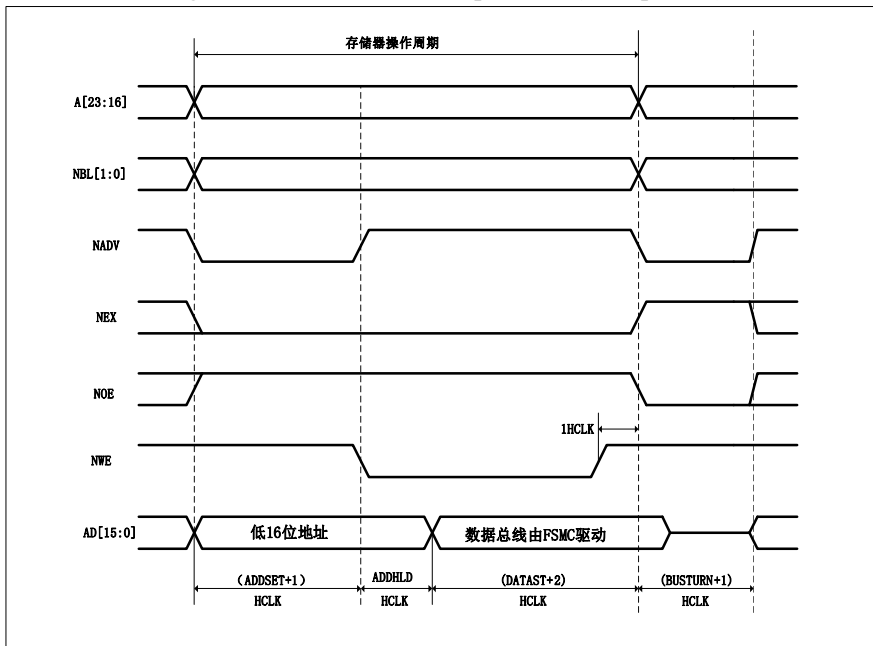 存储器操作周期
A[23:16]
NBL[1:0]
NADV
NEX
NOE
1HCLK
NWE
AD[15:0]
低16位地址
数据总线由FSMC驱动
(ADDSET+1)
ADDHLD
(DATAST+2)
(BUSTURN+1)
HCLK
HCLK
HCLK
HCLK